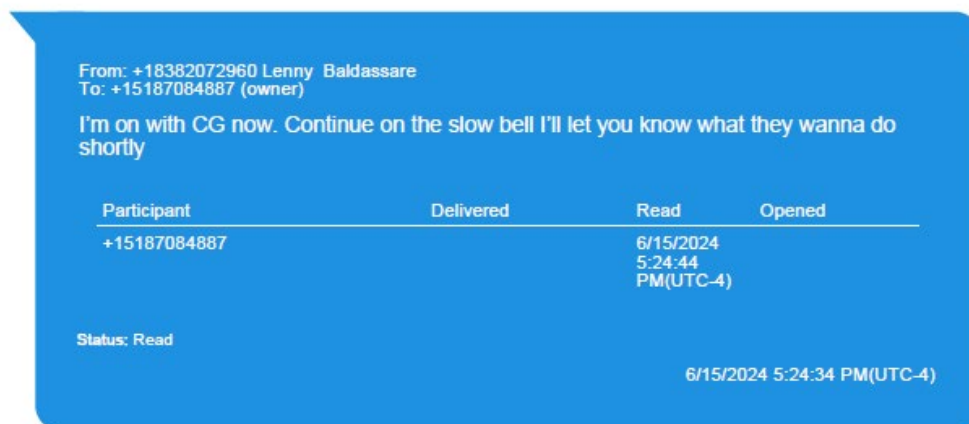 From: +18382072960 Lenny  Baldassare
To: +15187084887 (owner)
I'm on with CG now. Continue on the slow bell I'll let you know what they wanna do
shortly
Participant Delivered Read Opened
+15187084887 6/15/2024
5:24:44
PM(UTC-4)
Status: Read
6/15/2024 5:24:34 PM(UTC-4)